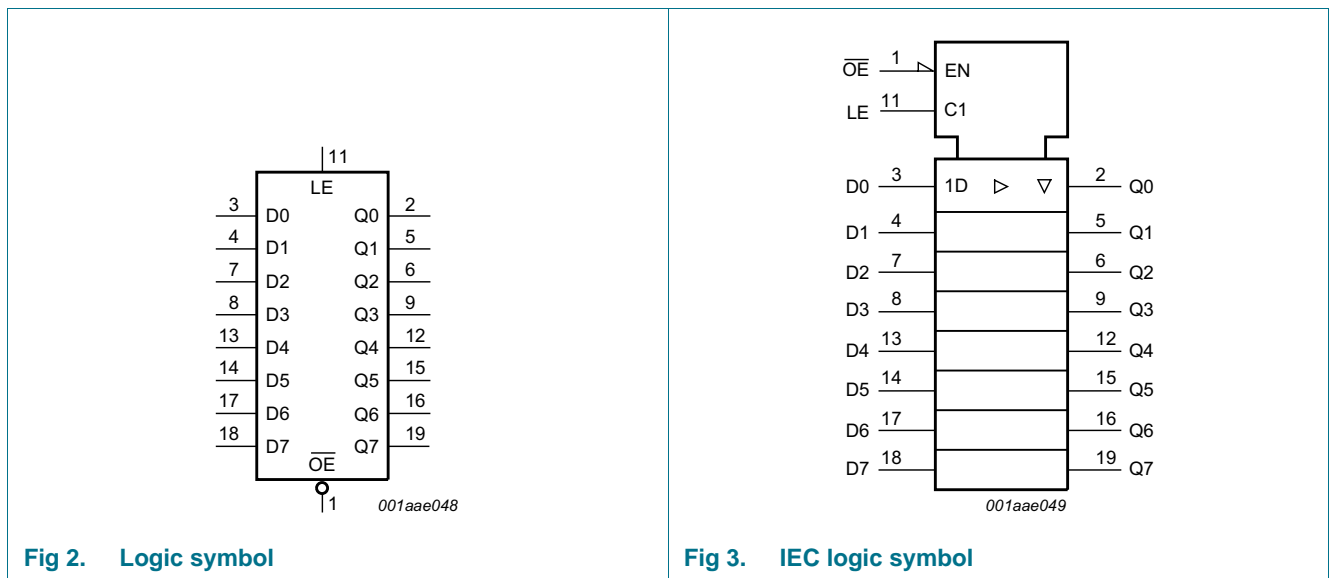 11
LE
3 D0 Q0 2
4 D1 Q1 5
7 D2 Q2 6
8 D3 Q3 9
13 D4 Q4 12
14 D5 Q5 15
17 D6 Q6 16
18 D7 Q7 19
O̅E̅
1
001aae048
Fig 2. Logic symbol
O̅E̅ 1 EN
LE 11 C1
D0 3 1D 2 Q0
D1 4 5 Q1
D2 7 6 Q2
D3 8 9 Q3
D4 13 12 Q4
D5 14 15 Q5
D6 17 16 Q6
D7 18 19 Q7
001aae049
Fig 3. IEC logic symbol